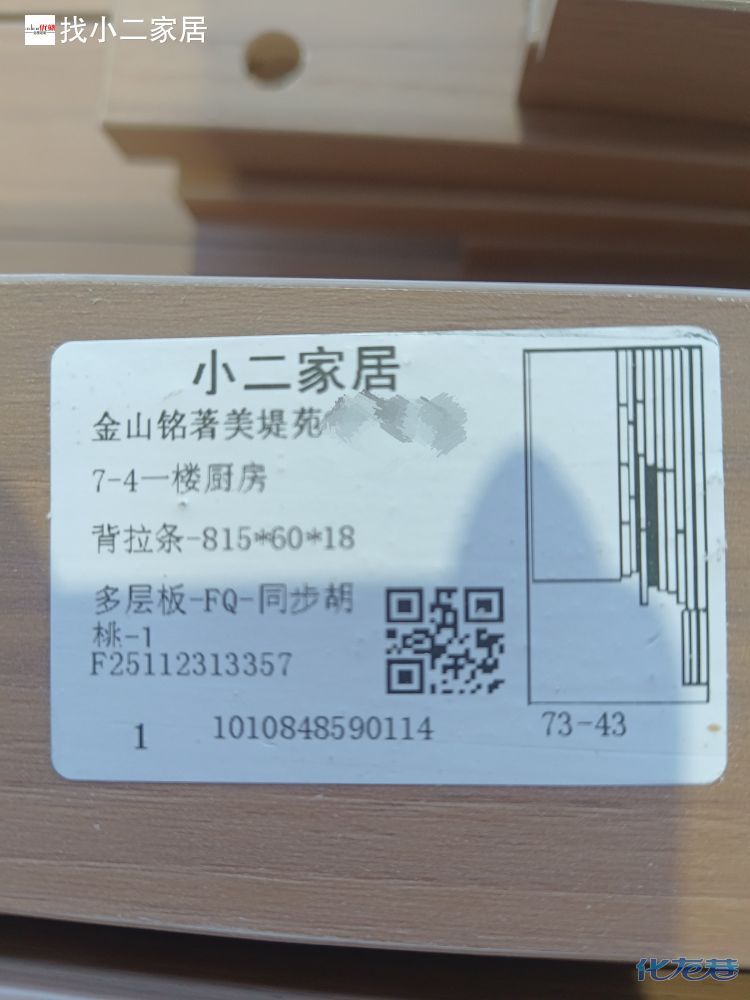 找小二家居
小二家居
金山铭著美堤苑
7-4一楼厨房
背拉条-815*60*18
多层板-FQ-同步胡
桃-1
F25112313357
1
1010848590114
73-43
化龙巷